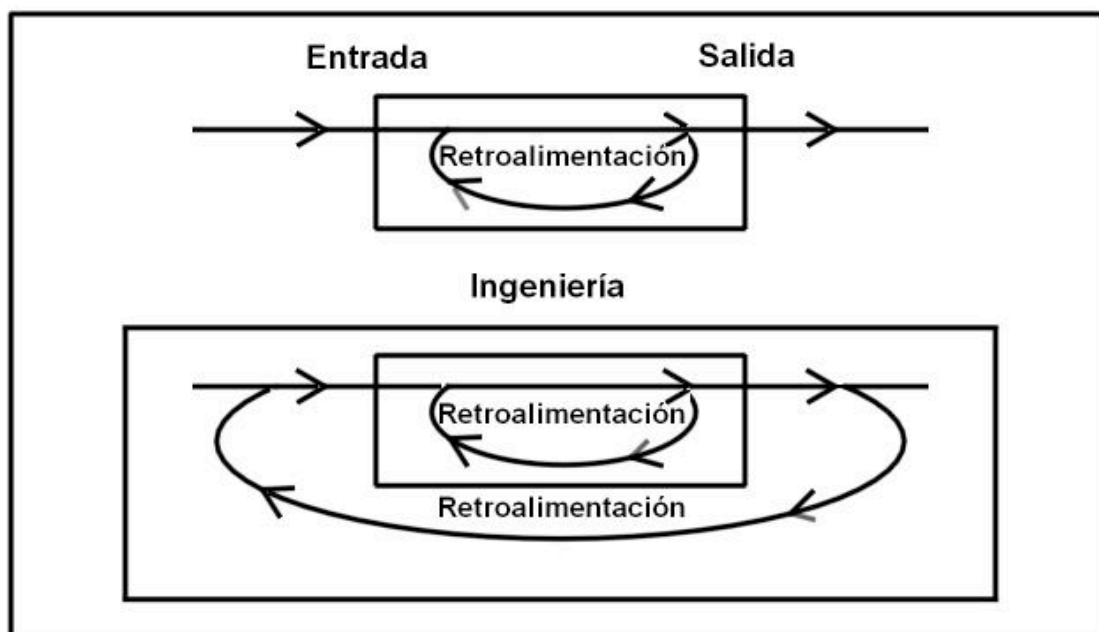 Entrada
Salida
Retroalimentación
Ingeniería
Retroalimentación
Retroalimentación